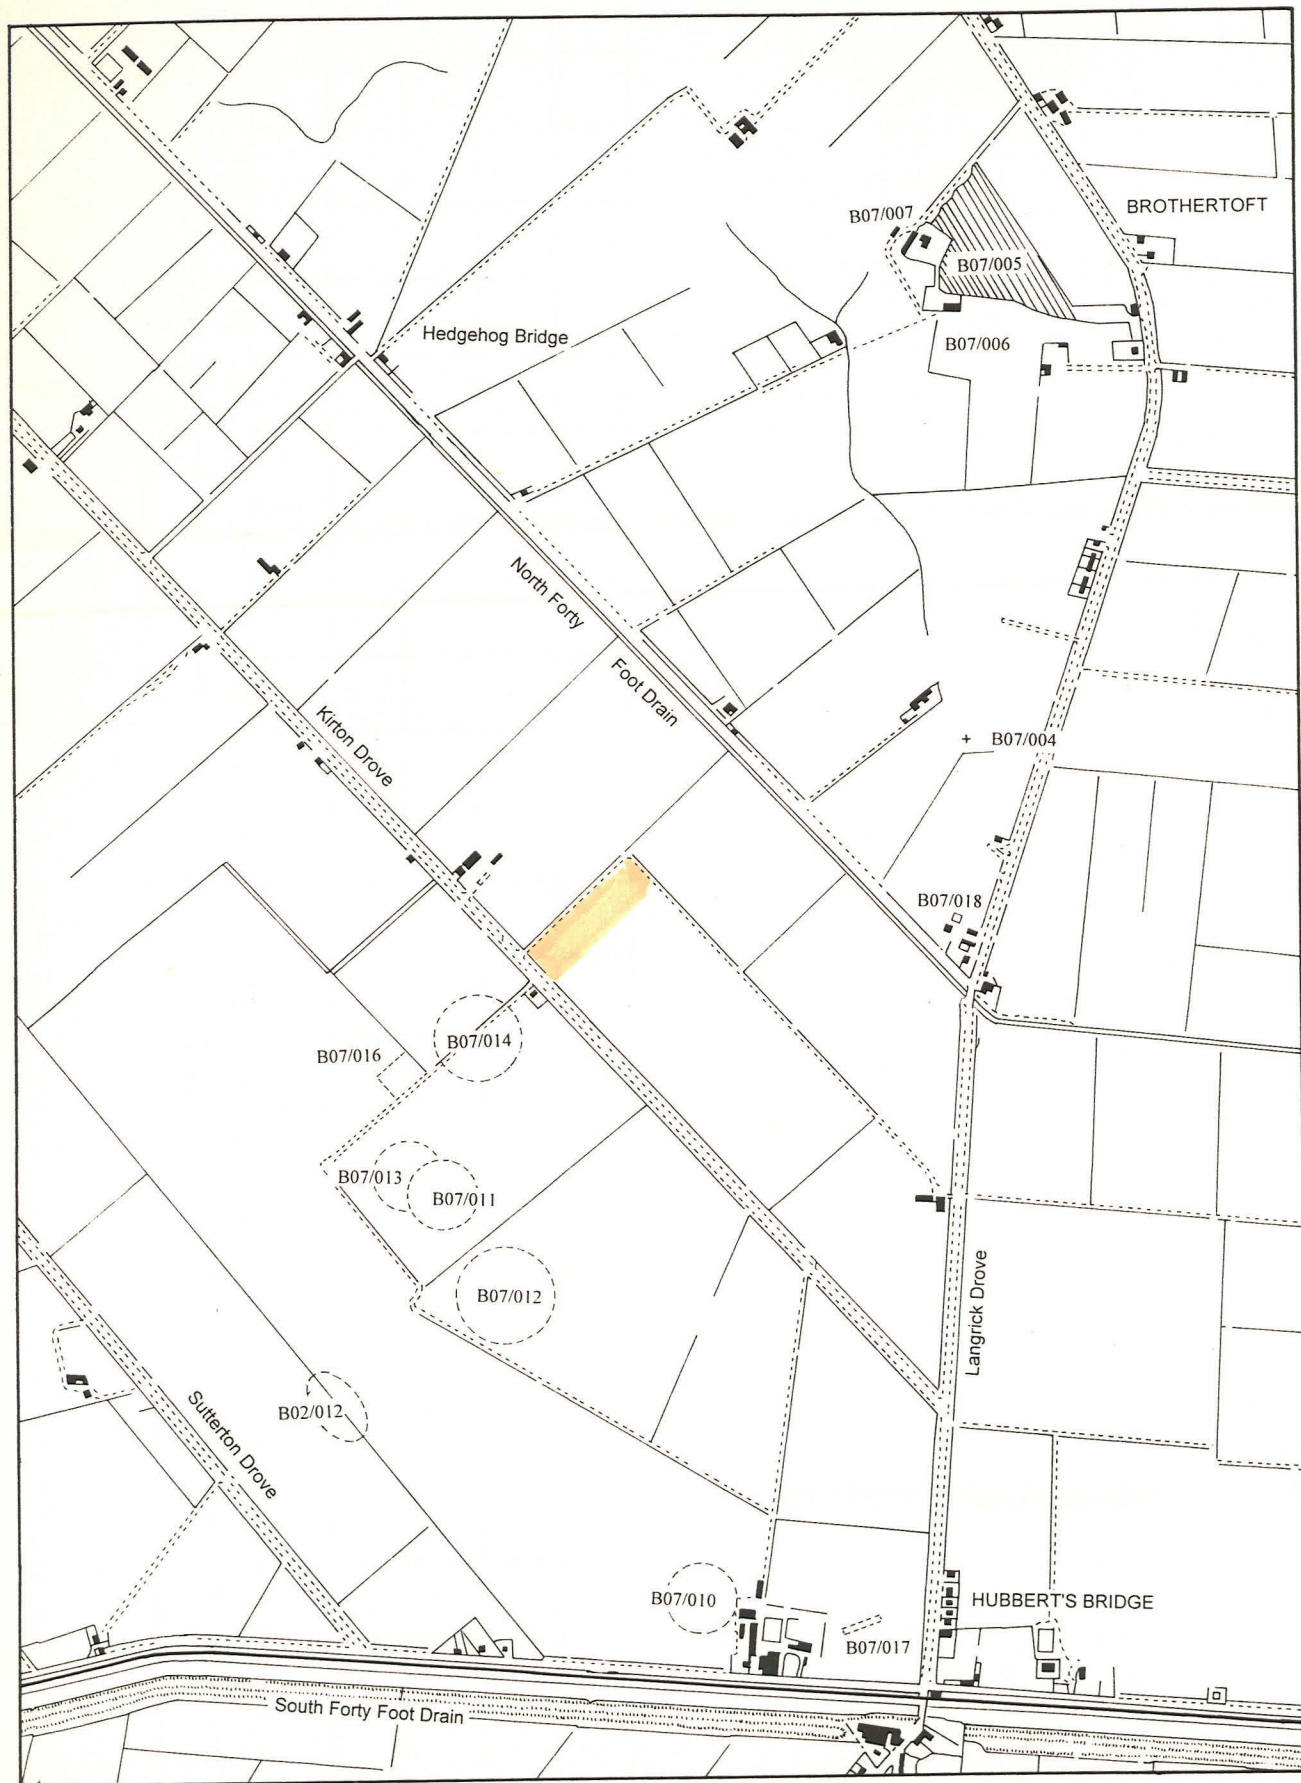 BROTHERTOFT
B07/007
B07/005
Hedgehog Bridge
B07/006
North Forty
Foot Drain
Kirton Drove
B07/004
B07/018
B07/014
B07/016
B07/013
B07/011
B07/012
Langrick Drove
B02/012
Sutterton Drove
B07/010
HUBBERT'S BRIDGE
B07/017
South Forty Foot Drain